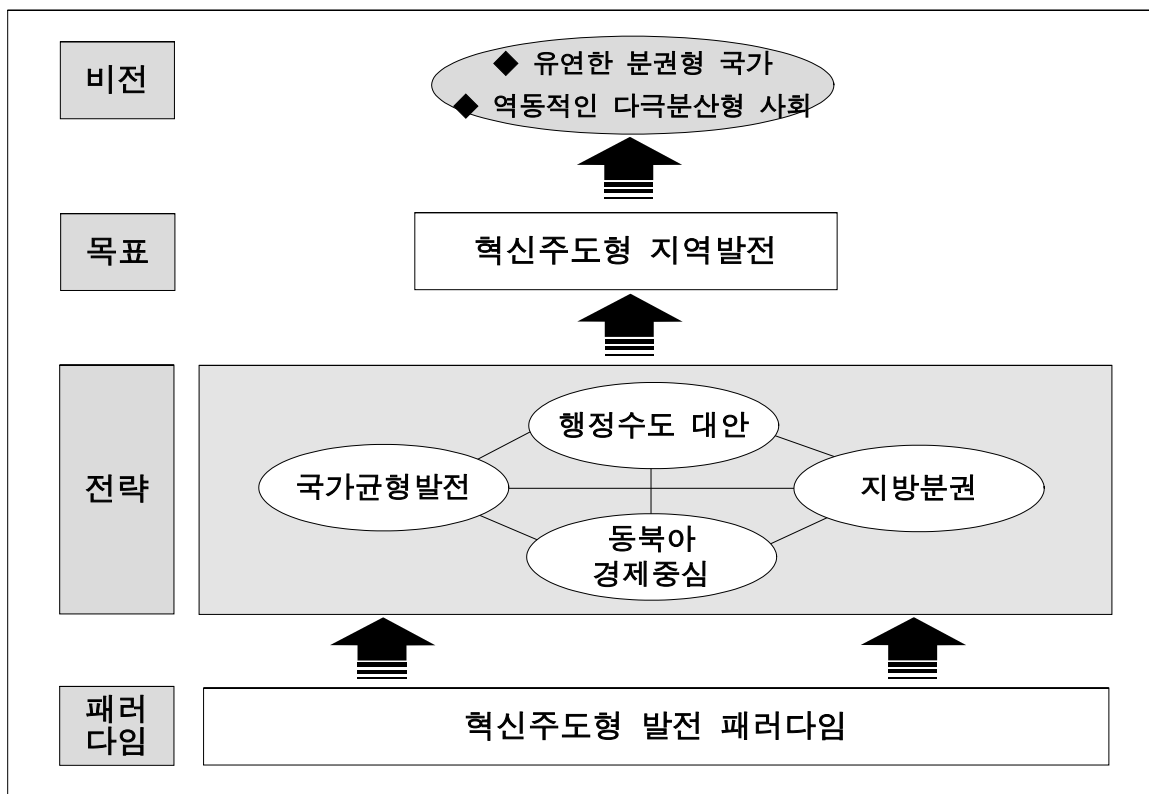 비전
◆ 유연한 분권형 국가
◆ 역동적인 다극분산형 사회
목표
혁신주도형 지역발전
전략
행정수도 대안
국가균형발전
지방분권
동북아
경제중심
패러
다임
혁신주도형 발전 패러다임